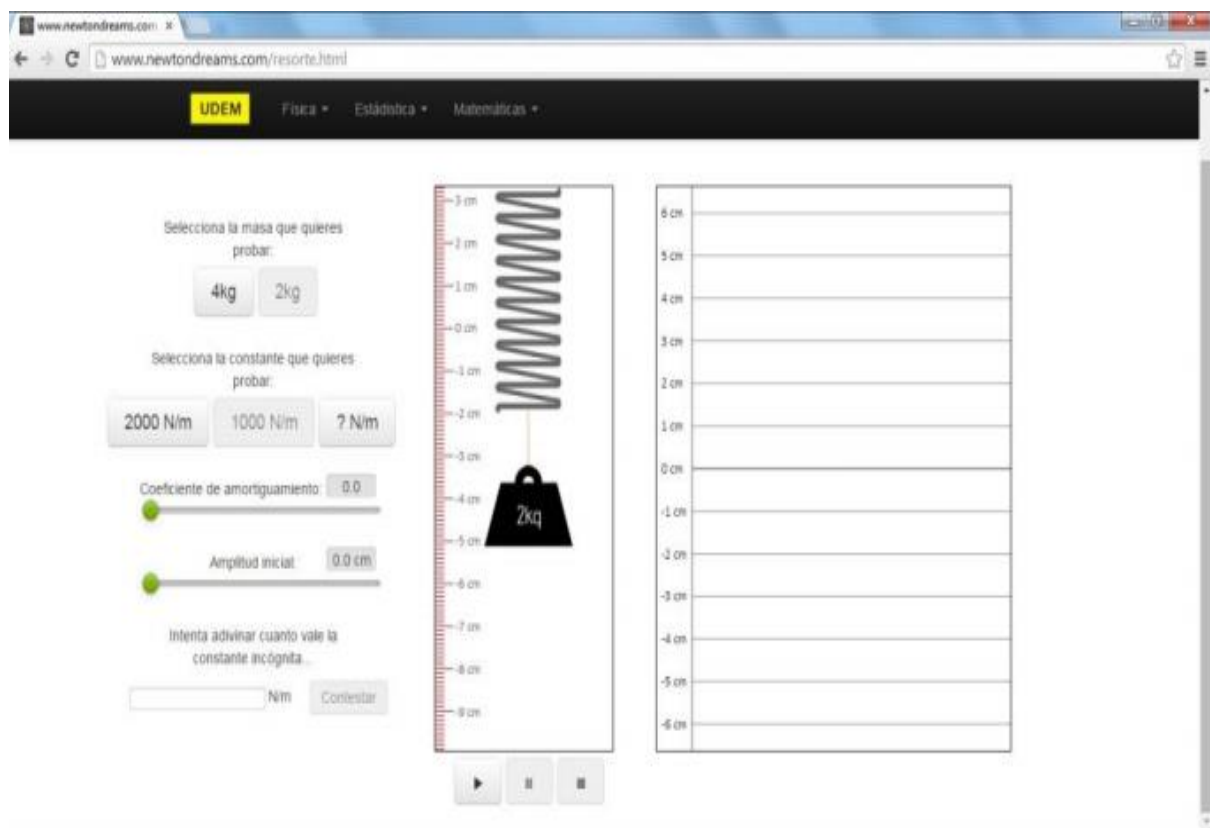 www.newtondreams.com ×
www.newtondreams.com/resorte.html
UDEM Física Estádistica Matemáticas
Selecciona la masa que quieres
probar:
4kg 2kg
Selecciona la constante que quieres
probar:
2000 N/m 1000 N/m ? N/m
Coeficiente de amortiguamiento: 0.0
Amplitud inicial: 0.0 cm
Intenta adivinar cuanto vale la
constante incógnita...
N/m Contestar
3 cm
2 cm
1 cm
0 cm
-1 cm
-2 cm
-3 cm
-4 cm
-5 cm
-6 cm
-7 cm
-8 cm
-9 cm
2kg
6 cm
5 cm
4 cm
3 cm
2 cm
1 cm
0 cm
-1 cm
-2 cm
-3 cm
-4 cm
-5 cm
-6 cm